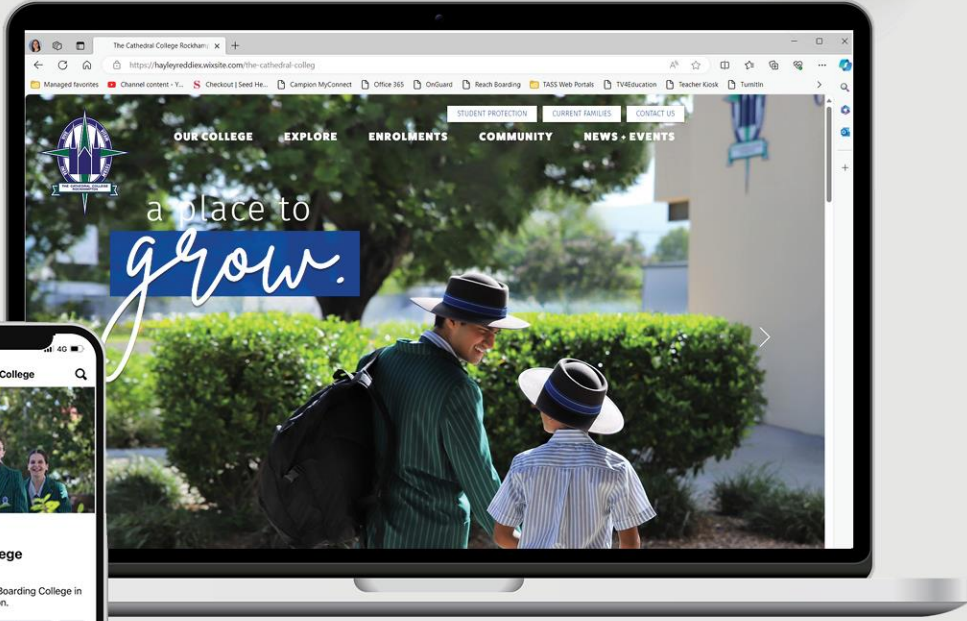 The Cathedral College Rockhamp
https://hayleyreddiex.wixsite.com/the-cathedral-colleg
Managed favorites Channel content - Y... Checkout | Seed He... Campion MyConnect Office 365 OnGuard Reach Boarding TASS Web Portals TV4Education Teacher Kiosk TurnItIn
STUDENT PROTECTION CURRENT FAMILIES CONTACT US
OUR COLLEGE EXPLORE ENROLMENTS COMMUNITY NEWS + EVENTS
THE CATHEDRAL COLLEGE
ROCKHAMPTON
a place to
grow.
4G
College
ege
Boarding College in
on.